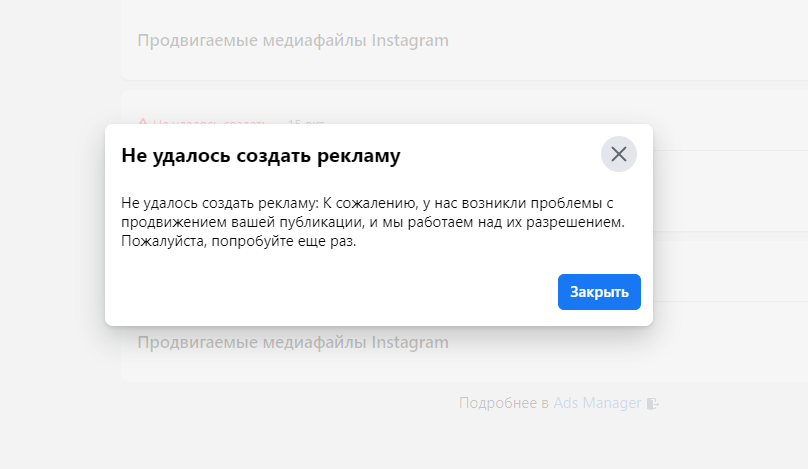 Продвигаемые медиафайлы Instagram
Не удалось создать рекламу
Не удалось создать рекламу: К сожалению, у нас возникли проблемы с
продвижением вашей публикации, и мы работаем над их разрешением.
Пожалуйста, попробуйте еще раз.
Закрыть
Продвигаемые медиафайлы Instagram
Подробнее в Ads Manager